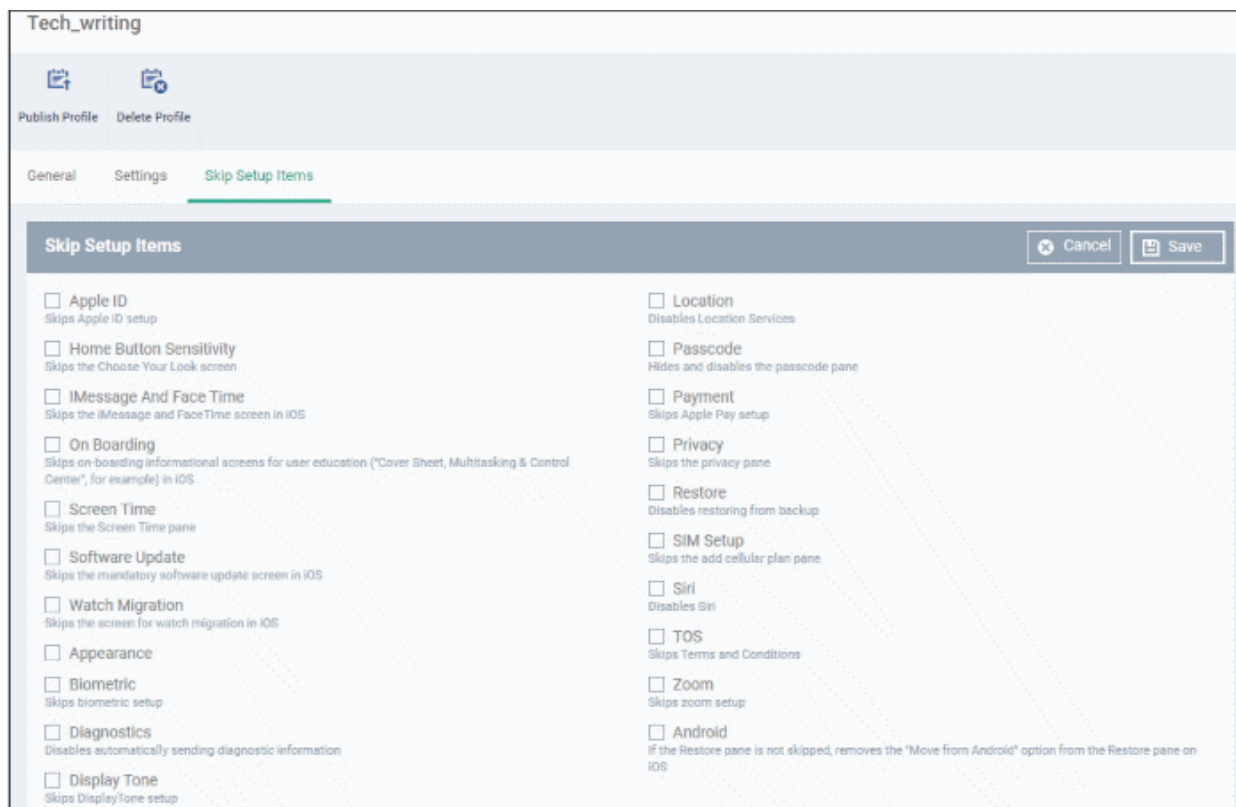 Tech_writing
Publish Profile
Delete Profile
General
Settings
Skip Setup Items
Skip Setup Items
Cancel
Save
Apple ID
Skips Apple ID setup
Home Button Sensitivity
Skips the Choose Your Look screen
IMessage And Face Time
Skips the iMessage and FaceTime screen in iOS
On Boarding
Skips on-boarding informational screens for user education ("Cover Sheet, Multitasking & Control
Center", for example) in iOS
Screen Time
Skips the Screen Time pane
Software Update
Skips the mandatory software update screen in iOS
Watch Migration
Skips the screen for watch migration in iOS
Appearance
Biometric
Skips biometric setup
Diagnostics
Disables automatically sending diagnostic information
Display Tone
Skips DisplayTone setup
Location
Disables Location Services
Passcode
Hides and disables the passcode pane
Payment
Skips Apple Pay setup
Privacy
Skips the privacy pane
Restore
Disables restoring from backup
SIM Setup
Skips the add cellular plan pane
Siri
Disables Siri
TOS
Skips Terms and Conditions
Zoom
Skips zoom setup
Android
If the Restore pane is not skipped, removes the "Move from Android" option from the Restore pane on
iOS